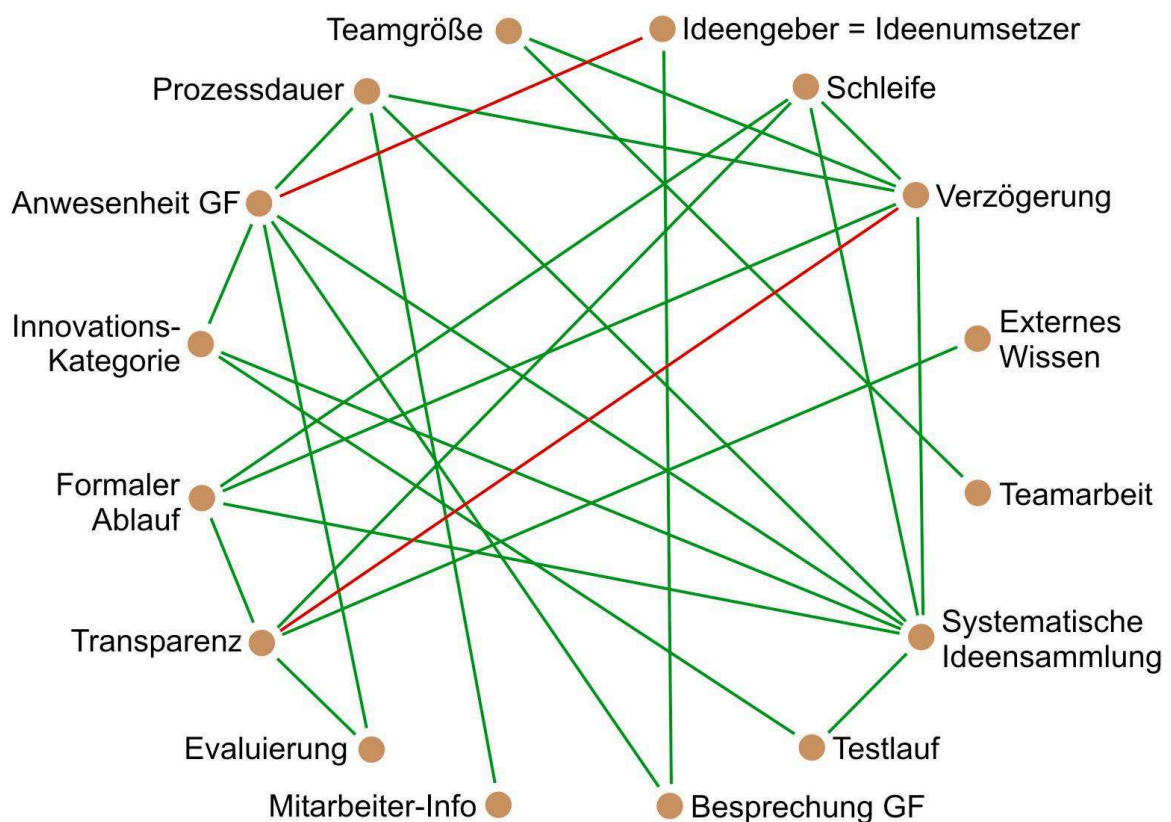 Teamgröße
Ideengeber = Ideenumsetzer
Prozessdauer
Schleife
Anwesenheit GF
Verzögerung
Innovations-
Kategorie
Externes
Wissen
Formaler
Ablauf
Teamarbeit
Transparenz
Systematische
Ideensammlung
Evaluierung
Testlauf
Mitarbeiter-Info
Besprechung GF